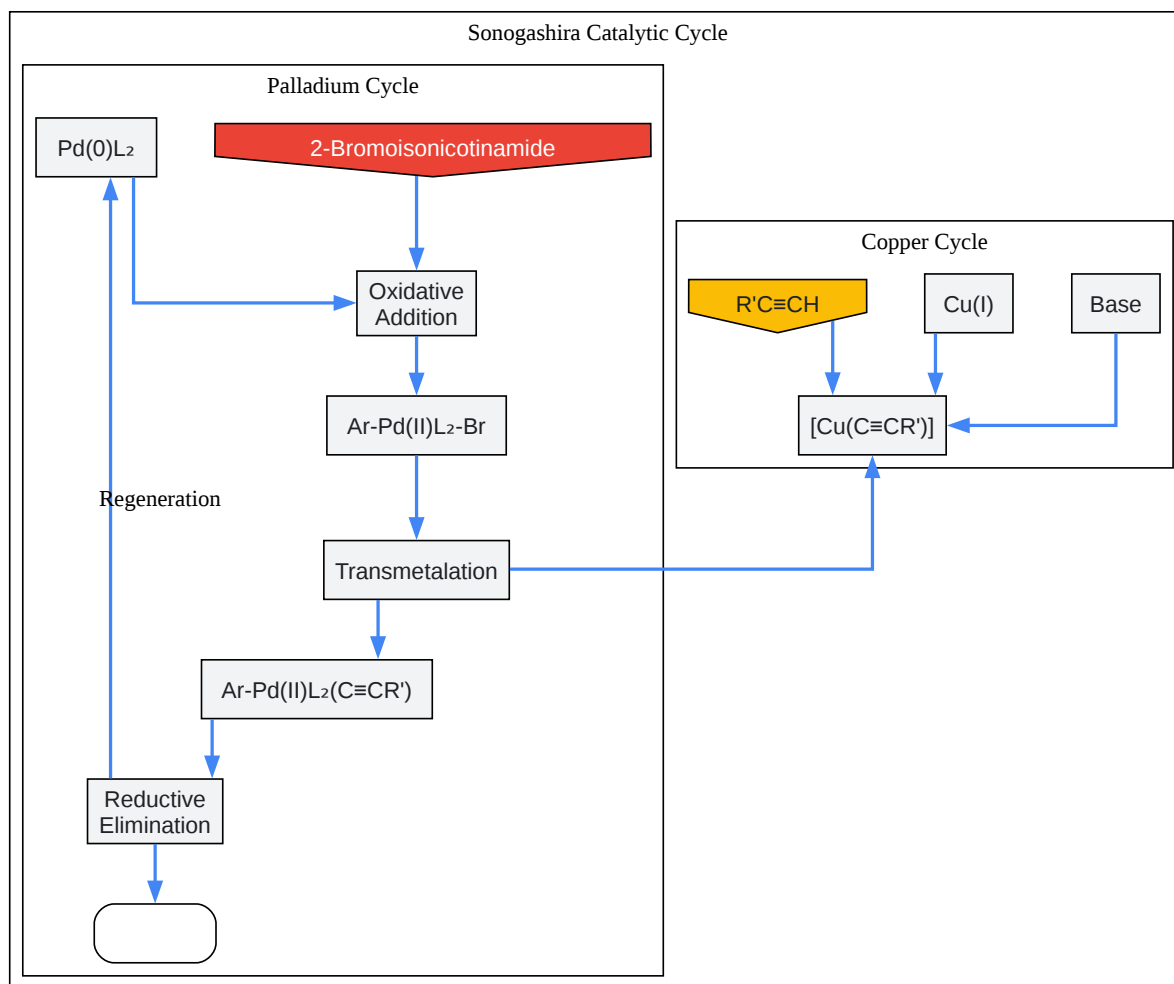 Sonogashira Catalytic Cycle
Palladium Cycle
Pd(0)L₂
2-Bromoisonicotinamide
Oxidative
Addition
Ar-Pd(II)L₂-Br
Regeneration
Transmetalation
Ar-Pd(II)L₂(C≡CR')
Reductive
Elimination
Copper Cycle
R'C≡CH
Cu(I)
Base
[Cu(C≡CR')]